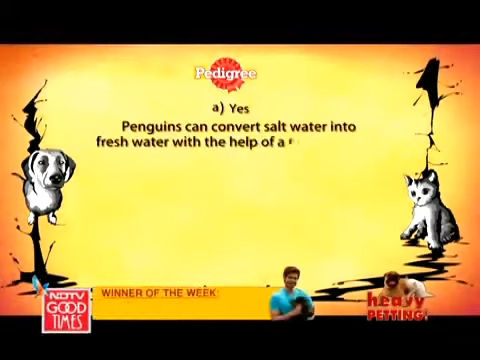 Pedigree
a) Yes
Penguins can convert salt water into
fresh water with the help of a
WINNER OF THE WEEK:
NDTV
GOOD
TIMES
heavy
PETTING